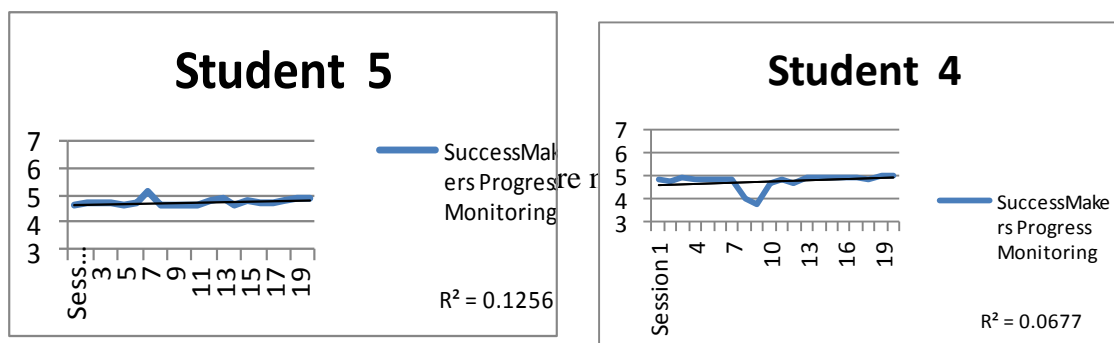 Student 5
7
6
5
4
3
Sess...
3
5
7
9
11
13
15
17
19
SuccessMak
ers Progres
Monitoring
R² = 0.1256
re
Student 4
7
6
5
4
3
Session 1
4
7
10
13
16
19
SuccessMake
rs Progress
Monitoring
R² = 0.0677